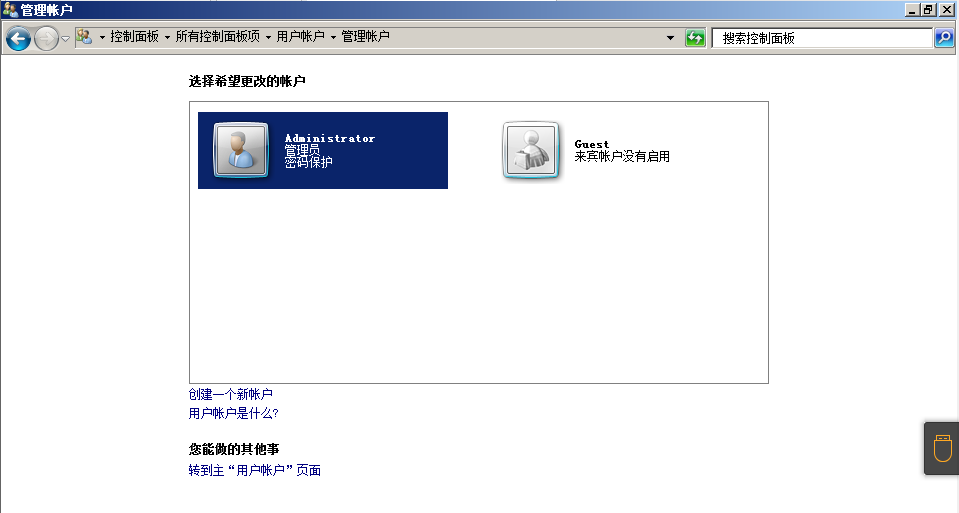 管理帐户
控制面板 所有控制面板项 用户帐户 管理帐户
搜索控制面板
选择希望更改的帐户
Administrator
管理员
密码保护
Guest
来宾帐户没有启用
创建一个新帐户
用户帐户是什么?
您能做的其他事
转到主“用户帐户”页面